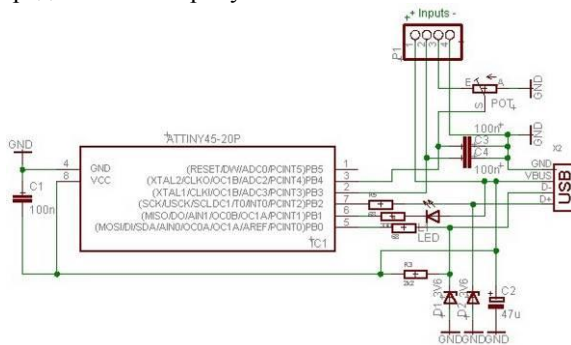 + Inputs -
P1
1 2 3 4
E A
POT
S
GND
ATTINY45-20P
GND
4 GND
8 VCC
(RESET/DW/ADC0/PCINT5)PB5 1
(XTAL2/CLKO/OC1B/ADC2/PCINT4)PB4 3
(XTAL1/CLKI/OC1B/ADC3/PCINT3)PB3 2
(SCK/USCK/SCLDC1/T0/INT0/PCINT2)PB2 7
(MISO/DO/AIN1/OC0B/OC1A/PCINT1)PB1 6
(MOSI/DI/SDA/AIN0/OC0A/OC1A/AREF/PCINT0)PB0 5
IC1
C1
100n
100n
C3
C4
100n
GND
X2
GND
VBUS
D-
D+
USB
LED
R3
2k2
D1 3V6
D2 3V6
C2
47u
GND GND GND